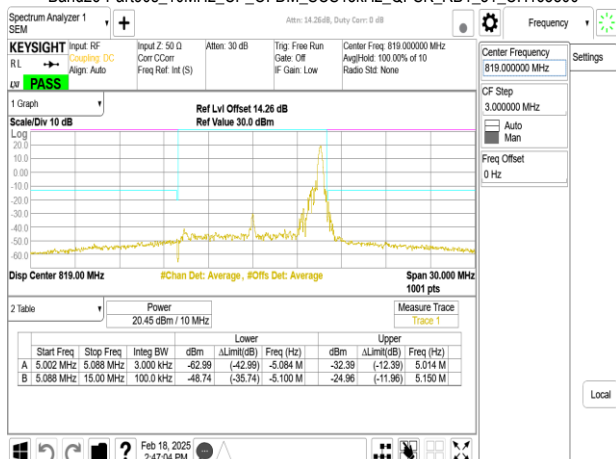 Spectrum Analyzer 1
SEM
Attn: 14.26dB, Duty Corr: 0 dB
Frequency
KEYSIGHT Input: RF
RL Coupling: DC
Align: Auto
Input Z: 50 Ω
Corr CCorr
Freq Ref: Int (S)
Atten: 30 dB
Trig: Free Run
Gate: Off
IF Gain: Low
Center Freq: 819.000000 MHz
Avg|Hold: 100.00% of 10
Radio Std: None
PASS
Center Frequency
819.000000 MHz
Settings
CF Step
3.000000 MHz
Auto
Man
Freq Offset
0 Hz
1 Graph
Scale/Div 10 dB
Ref Lvl Offset 14.26 dB
Ref Value 30.0 dBm
Log
20.0
10.0
0.00
-10.0
-20.0
-30.0
-40.0
-50.0
-60.0
Disp Center 819.00 MHz
#Chan Det: Average, #Offs Det: Average
Span 30.000 MHz
1001 pts
2 Table
Power
20.45 dBm / 10 MHz
Measure Trace
Trace 1
Lower Upper
Start Freq Stop Freq Integ BW dBm ΔLimit(dB) Freq (Hz) dBm ΔLimit(dB) Freq (Hz)
A 5.002 MHz 5.088 MHz 3.000 kHz -62.99 (-42.99) -5.084 M -32.39 (-12.39) 5.014 M
B 5.088 MHz 15.00 MHz 100.0 kHz -48.74 (-35.74) -5.100 M -24.96 (-11.96) 5.150 M
Local
Feb 18, 2025
2:47:04 PM